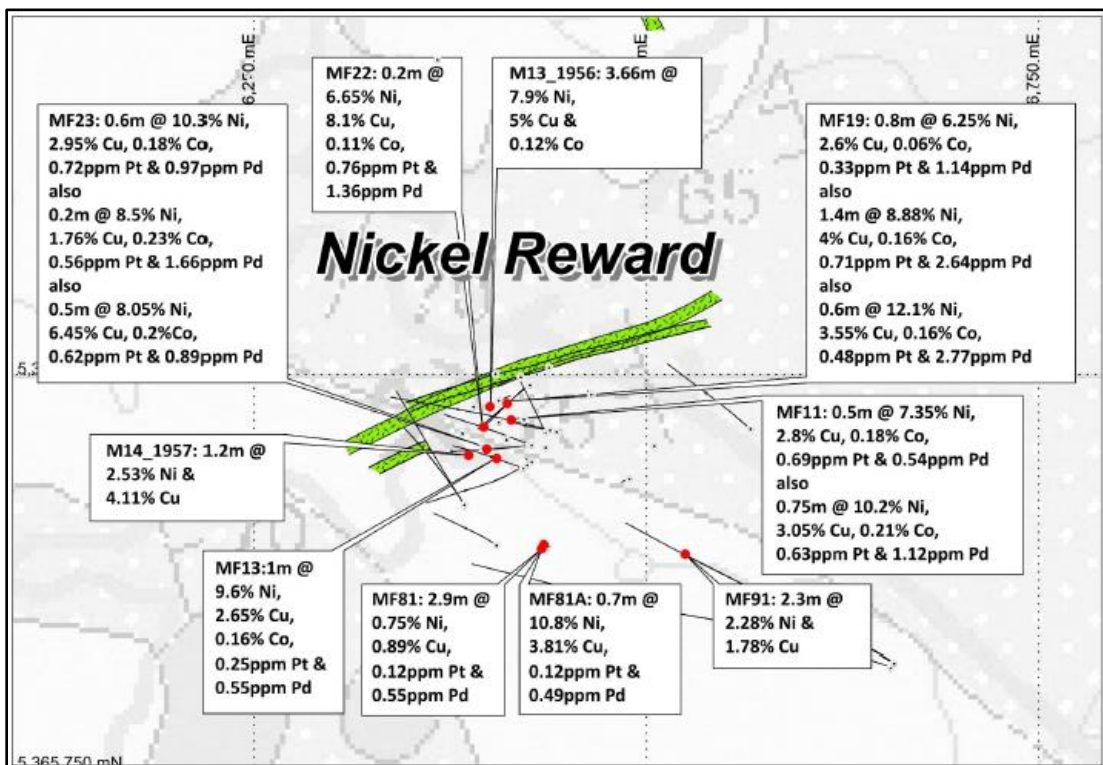 6,250.mE
mE
6,750.mE
MF22: 0.2m @
6.65% Ni,
8.1% Cu,
0.11% Co,
0.76ppm Pt &
1.36ppm Pd
M13_1956: 3.66m @
7.9% Ni,
5% Cu &
0.12% Co
MF23: 0.6m @ 10.3% Ni,
2.95% Cu, 0.18% Co,
0.72ppm Pt & 0.97ppm Pd
also
0.2m @ 8.5% Ni,
1.76% Cu, 0.23% Co,
0.56ppm Pt & 1.66ppm Pd
also
0.5m @ 8.05% Ni,
6.45% Cu, 0.2%Co,
0.62ppm Pt & 0.89ppm Pd
MF19: 0.8m @ 6.25% Ni,
2.6% Cu, 0.06% Co,
0.33ppm Pt & 1.14ppm Pd
also
1.4m @ 8.88% Ni,
4% Cu, 0.16% Co,
0.71ppm Pt & 2.64ppm Pd
also
0.6m @ 12.1% Ni,
3.55% Cu, 0.16% Co,
0.48ppm Pt & 2.77ppm Pd
65
Nickel Reward
MF11: 0.5m @ 7.35% Ni,
2.8% Cu, 0.18% Co,
0.69ppm Pt & 0.54ppm Pd
also
0.75m @ 10.2% Ni,
3.05% Cu, 0.21% Co,
0.63ppm Pt & 1.12ppm Pd
M14_1957: 1.2m @
2.53% Ni &
4.11% Cu
MF13:1m @
9.6% Ni,
2.65% Cu,
0.16% Co,
0.25ppm Pt &
0.55ppm Pd
MF81: 2.9m @
0.75% Ni,
0.89% Cu,
0.12ppm Pt &
0.55ppm Pd
MF81A: 0.7m @
10.8% Ni,
3.81% Cu,
0.12ppm Pt &
0.49ppm Pd
MF91: 2.3m @
2.28% Ni &
1.78% Cu
5,365,750 mN